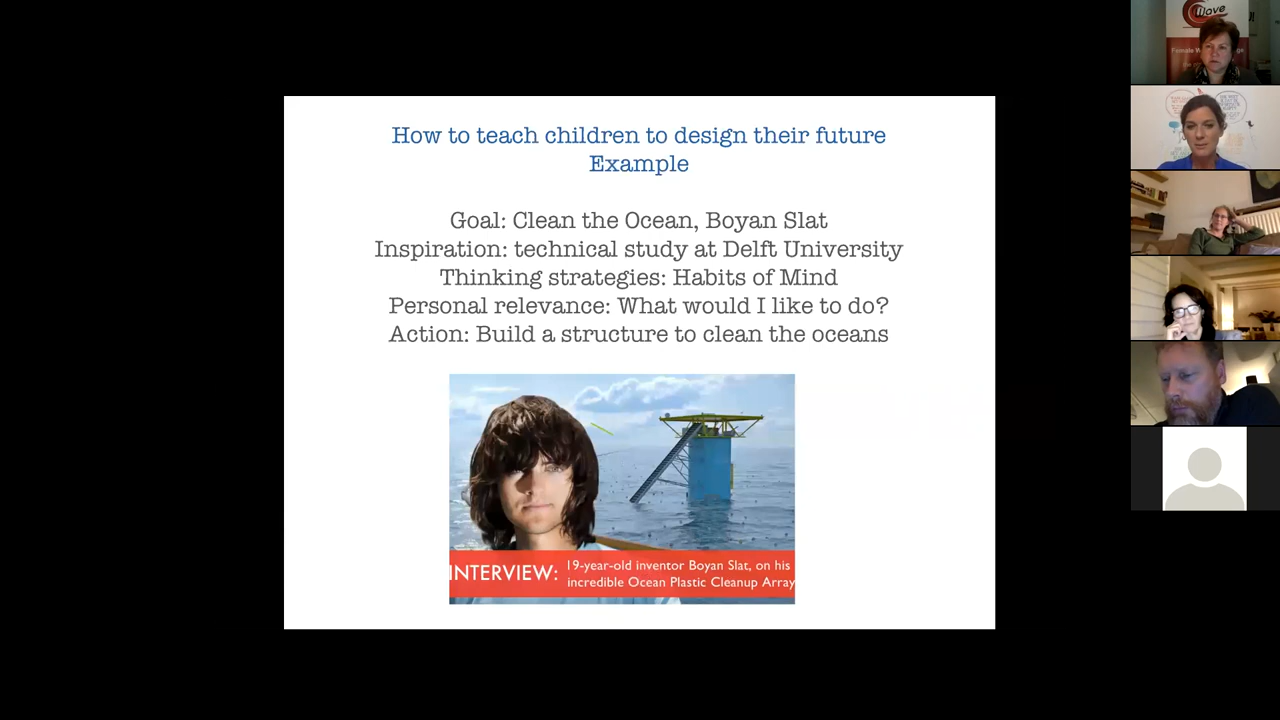 How to teach children to design their future
Example
Goal: Clean the Ocean, Boyan Slat
Inspiration: technical study at Delft University
Thinking strategies: Habits of Mind
Personal relevance: What would I like to do?
Action: Build a structure to clean the oceans
INTERVIEW: 19-year-old inventor Boyan Slat, on his
incredible Ocean Plastic Cleanup Array
Wave